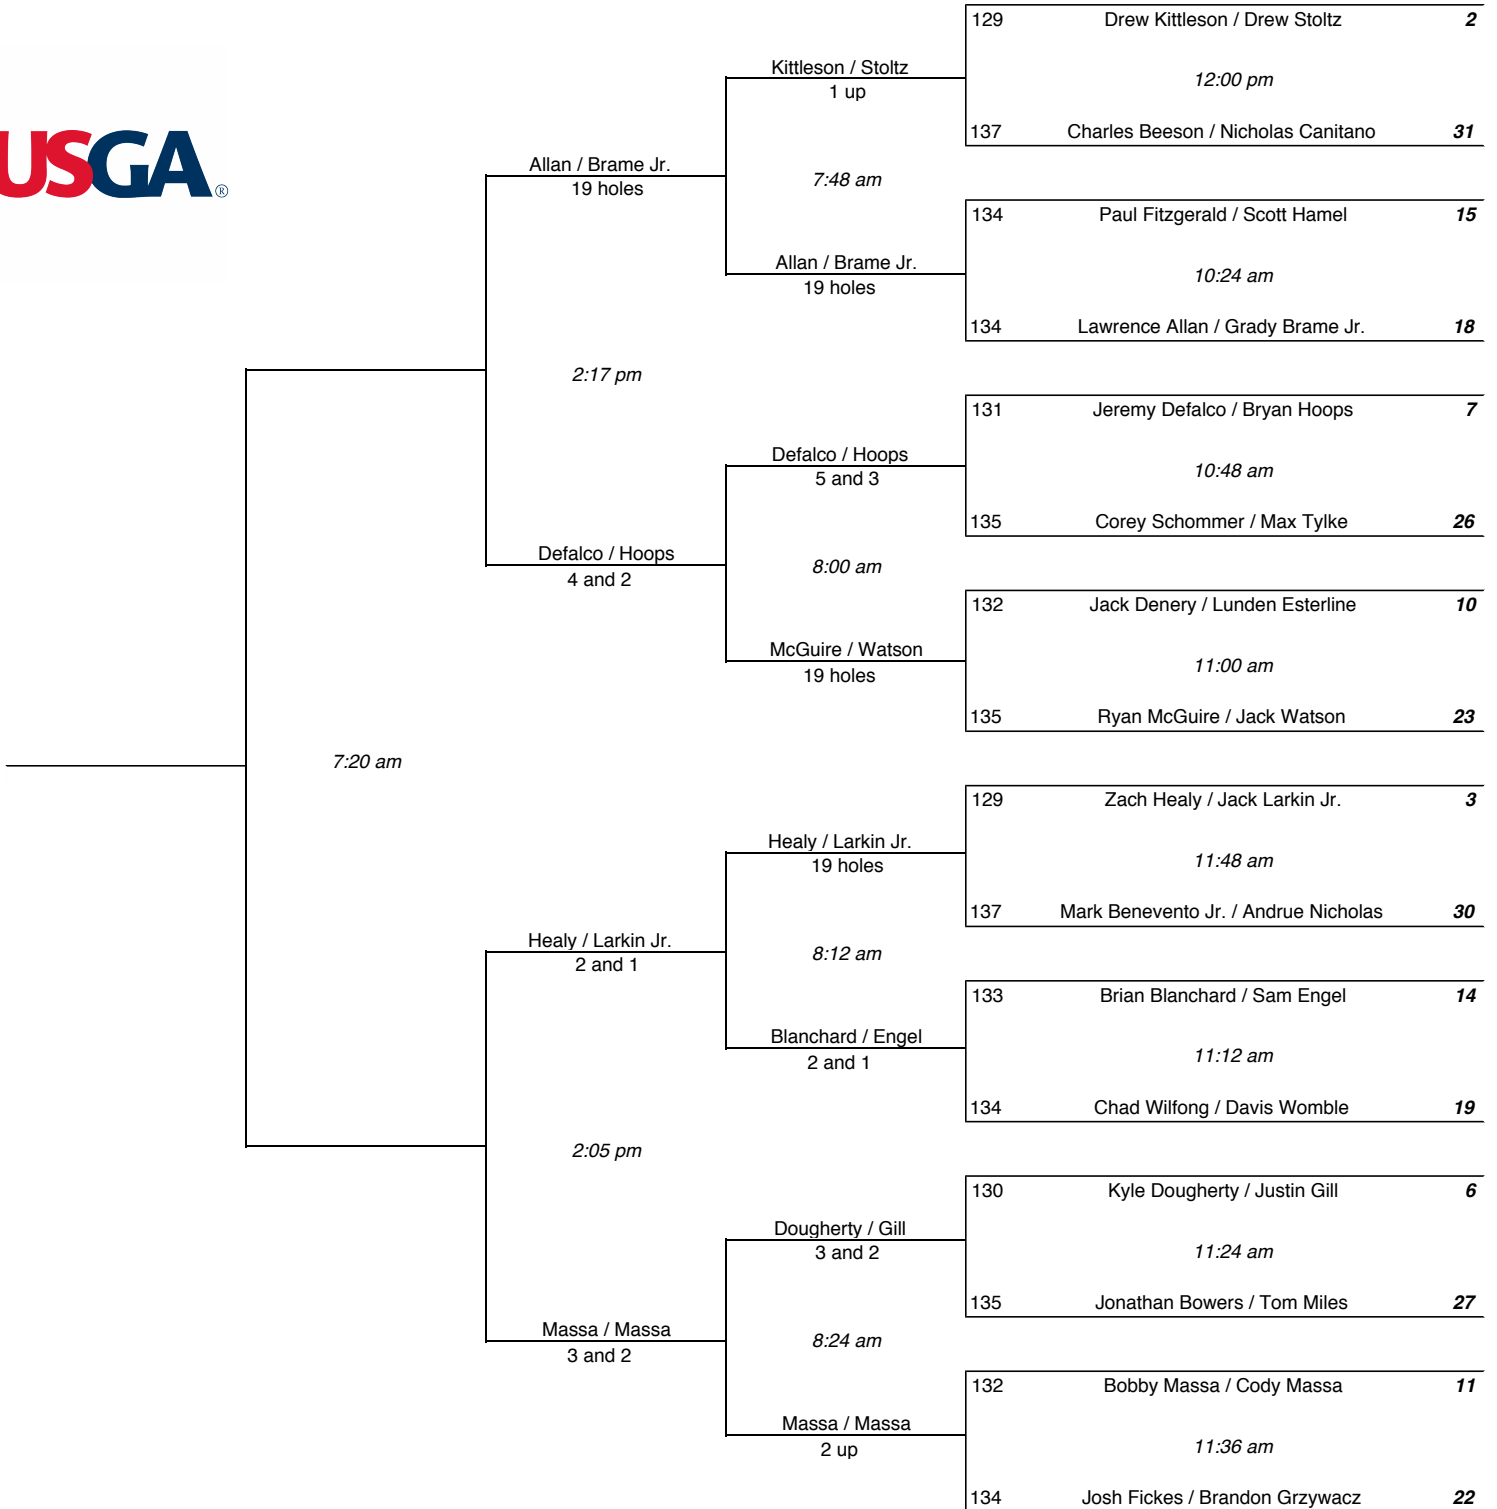 129 Drew Kittleson / Drew Stoltz 2
Kittleson / Stoltz
12:00 pm
1 up
137 Charles Beeson / Nicholas Canitano 31
USGA®
Allan / Brame Jr.
7:48 am
19 holes
134 Paul Fitzgerald / Scott Hamel 15
Allan / Brame Jr.
10:24 am
19 holes
134 Lawrence Allan / Grady Brame Jr. 18
2:17 pm
131 Jeremy Defalco / Bryan Hoops 7
Defalco / Hoops
10:48 am
5 and 3
135 Corey Schommer / Max Tylke 26
Defalco / Hoops
8:00 am
4 and 2
132 Jack Denery / Lunden Esterline 10
McGuire / Watson
11:00 am
19 holes
135 Ryan McGuire / Jack Watson 23
7:20 am
129 Zach Healy / Jack Larkin Jr. 3
Healy / Larkin Jr.
11:48 am
19 holes
137 Mark Benevento Jr. / Andrue Nicholas 30
Healy / Larkin Jr.
8:12 am
2 and 1
133 Brian Blanchard / Sam Engel 14
Blanchard / Engel
11:12 am
2 and 1
134 Chad Wilfong / Davis Womble 19
2:05 pm
130 Kyle Dougherty / Justin Gill 6
Dougherty / Gill
11:24 am
3 and 2
135 Jonathan Bowers / Tom Miles 27
Massa / Massa
8:24 am
3 and 2
132 Bobby Massa / Cody Massa 11
Massa / Massa
11:36 am
2 up
134 Josh Fickes / Brandon Grzywacz 22